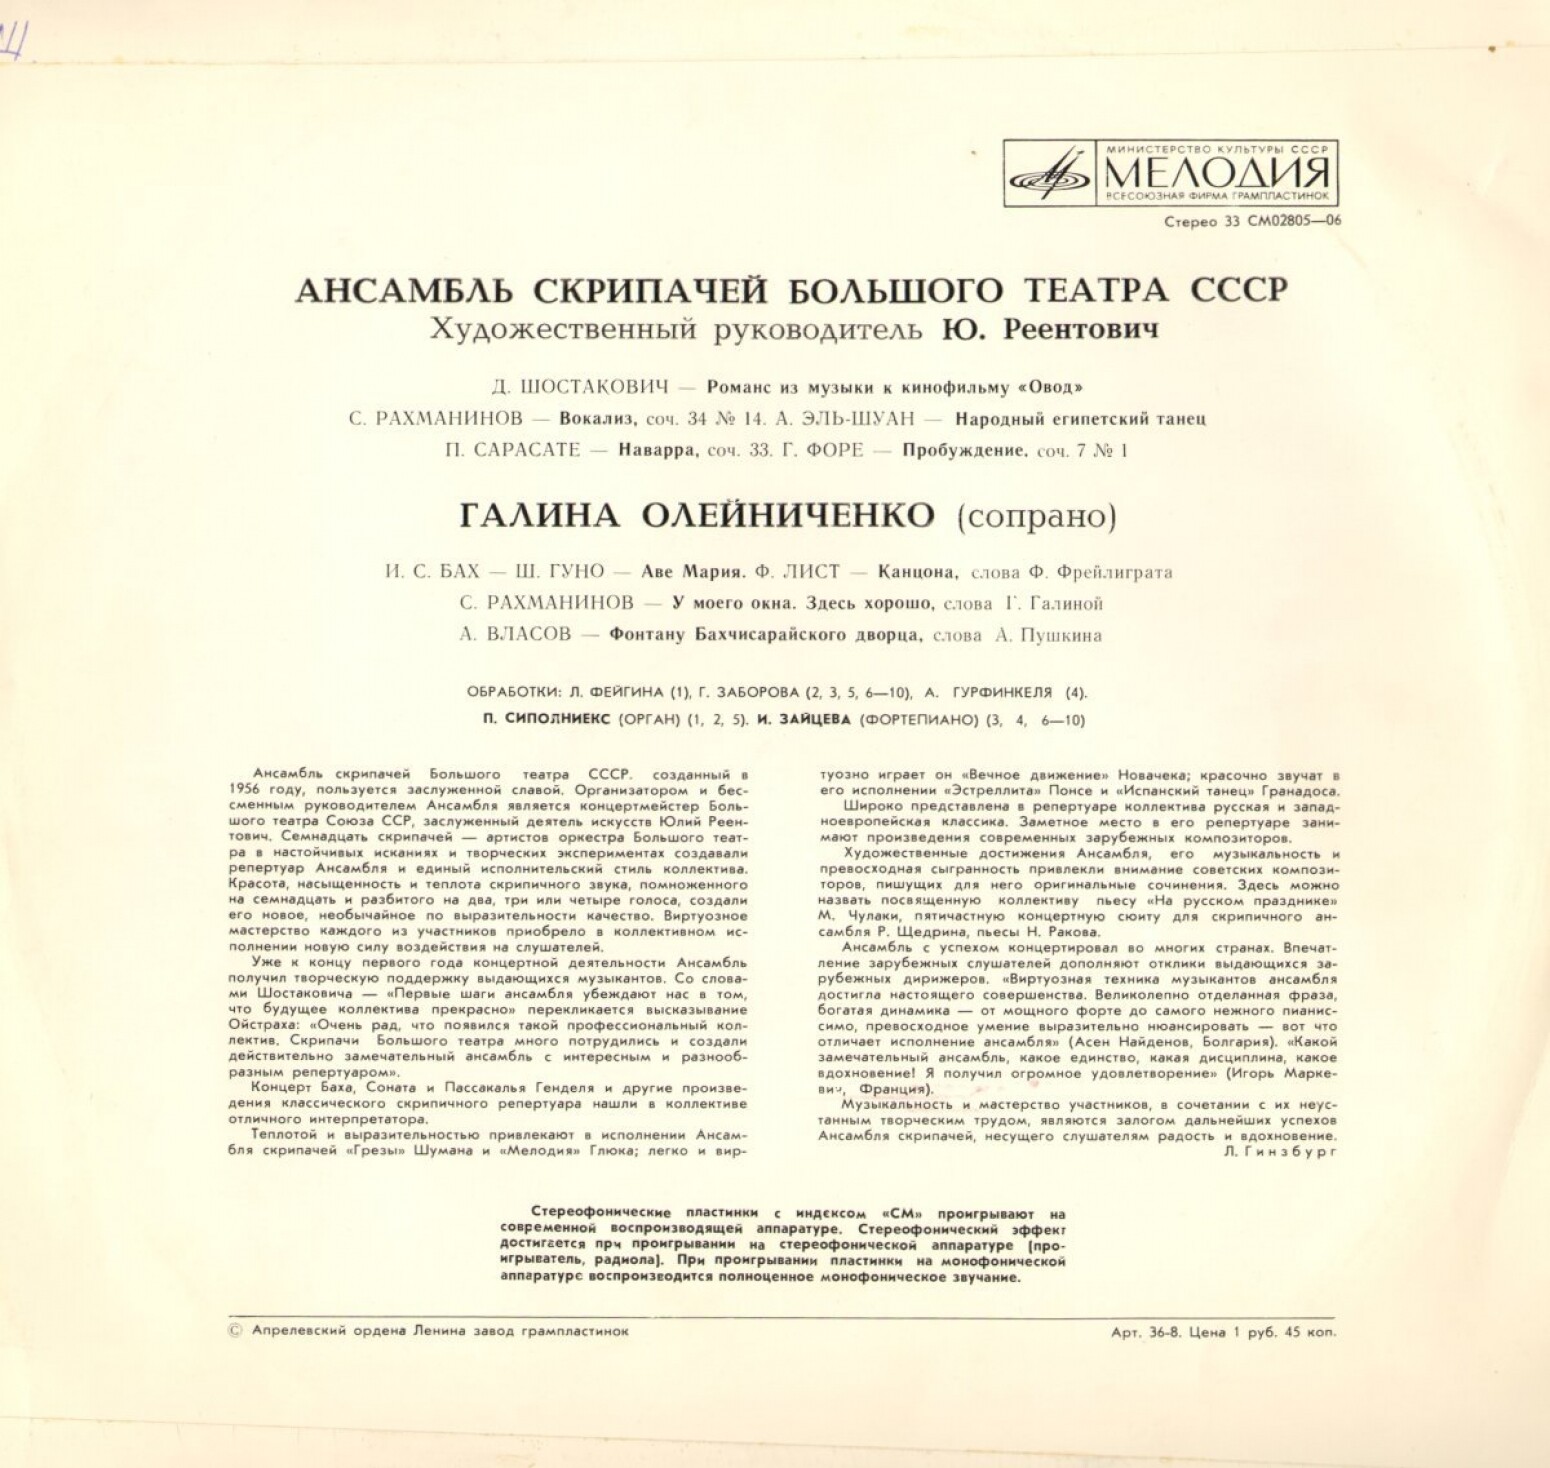 МИНИСТЕРСТВО КУЛЬТУРЫ СССР
МЕЛОДИЯ
ВСЕСОЮЗНАЯ ФИРМА ГРАМПЛАСТИНОК
Стерео 33 СМ02805—06
АНСАМБЛЬ СКРИПАЧЕЙ БОЛЬШОГО ТЕАТРА СССР
Художественный руководитель Ю. Реентович
Д. ШОСТАКОВИЧ — Романс из музыки к кинофильму «Овод»
С. РАХМАНИНОВ — Вокализ, соч. 34 № 14. А. ЭЛЬ-ШУАН — Народный египетский танец
П. САРАСАТЕ — Наварра, соч. 33. Г. ФОРЕ — Пробуждение, соч. 7 № 1
ГАЛИНА ОЛЕЙНИЧЕНКО (сопрано)
И. С. БАХ — Ш. ГУНО — Аве Мария. Ф. ЛИСТ — Канцона, слова Ф. Фрейлиграта
С. РАХМАНИНОВ — У моего окна. Здесь хорошо, слова Г. Галиной
А. ВЛАСОВ — Фонтану Бахчисарайского дворца, слова А. Пушкина
ОБРАБОТКИ: Л. ФЕЙГИНА (1), Г. ЗАБОРОВА (2, 3, 5, 6—10), А. ГУРФИНКЕЛЯ (4).
П. СИПОЛНИЕКС (ОРГАН) (1, 2, 5). И. ЗАЙЦЕВА (ФОРТЕПИАНО) (3, 4, 6—10)
Ансамбль скрипачей Большого театра СССР. созданный в
1956 году, пользуется заслуженной славой. Организатором и бес-
сменным руководителем Ансамбля является концертмейстер Боль-
шого театра Союза ССР, заслуженный деятель искусств Юлий Реен-
тович. Семнадцать скрипачей — артистов оркестра Большого теат-
ра в настойчивых исканиях и творческих экспериментах создавали
репертуар Ансамбля и единый исполнительский стиль коллектива.
Красота, насыщенность и теплота скрипичного звука, помноженного
на семнадцать и разбитого на два, три или четыре голоса, создали
его новое, необычайное по выразительности качество. Виртуозное
мастерство каждого из участников приобрело в коллективном ис-
полнении новую силу воздействия на слушателей.
Уже к концу первого года концертной деятельности Ансамбль
получил творческую поддержку выдающихся музыкантов. Со слова-
ми Шостаковича — «Первые шаги ансамбля убеждают нас в том,
что будущее коллектива прекрасно» перекликается высказывание
Ойстраха: «Очень рад, что появился такой профессиональный кол-
лектив. Скрипачи Большого театра много потрудились и создали
действительно замечательный ансамбль с интересным и разнооб-
разным репертуаром».
Концерт Баха, Соната и Пассакалья Генделя и другие произве-
дения классического скрипичного репертуара нашли в коллективе
отличного интерпретатора.
Теплотой и выразительностью привлекают в исполнении Ансам-
бля скрипачей «Грезы» Шумана и «Мелодия» Глюка; легко и вир-
туозно играет он «Вечное движение» Новачека; красочно звучат в
его исполнении «Эстреллита» Понсе и «Испанский танец» Гранадоса.
Широко представлена в репертуаре коллектива русская и запад-
ноевропейская классика. Заметное место в его репертуаре зани-
мают произведения современных зарубежных композиторов.
Художественные достижения Ансамбля, его музыкальность и
превосходная сыгранность привлекли внимание советских компози-
торов, пишущих для него оригинальные сочинения. Здесь можно
назвать посвященную коллективу пьесу «На русском празднике»
М. Чулаки, пятичастную концертную сюиту для скрипичного ан-
самбля Р. Щедрина, пьесы Н. Ракова.
Ансамбль с успехом концертировал во многих странах. Впечат-
ление зарубежных слушателей дополняют отклики выдающихся за-
рубежных дирижеров. «Виртуозная техника музыкантов ансамбля
достигла настоящего совершенства. Великолепно отделанная фраза,
богатая динамика — от мощного форте до самого нежного пианис-
симо, превосходное умение выразительно нюансировать — вот что
отличает исполнение ансамбля» (Асен Найденов, Болгария). «Какой
замечательный ансамбль, какое единство, какая дисциплина, какое
вдохновение! Я получил огромное удовлетворение» (Игорь Марке-
вич, Франция).
Музыкальность и мастерство участников, в сочетании с их неус-
танным творческим трудом, являются залогом дальнейших успехов
Ансамбля скрипачей, несущего слушателям радость и вдохновение.
Л. Гинзбург
Стереофонические пластинки с индексом «СМ» проигрывают на
современной воспроизводящей аппаратуре. Стереофонический эффект
достигается при проигрывании на стереофонической аппаратуре (про-
игрыватель, радиола). При проигрывании пластинки на монофонической
аппаратуре воспроизводится полноценное монофоническое звучание.
© Апрелевский ордена Ленина завод грампластинок
Арт. 36-8. Цена 1 руб. 45 коп.